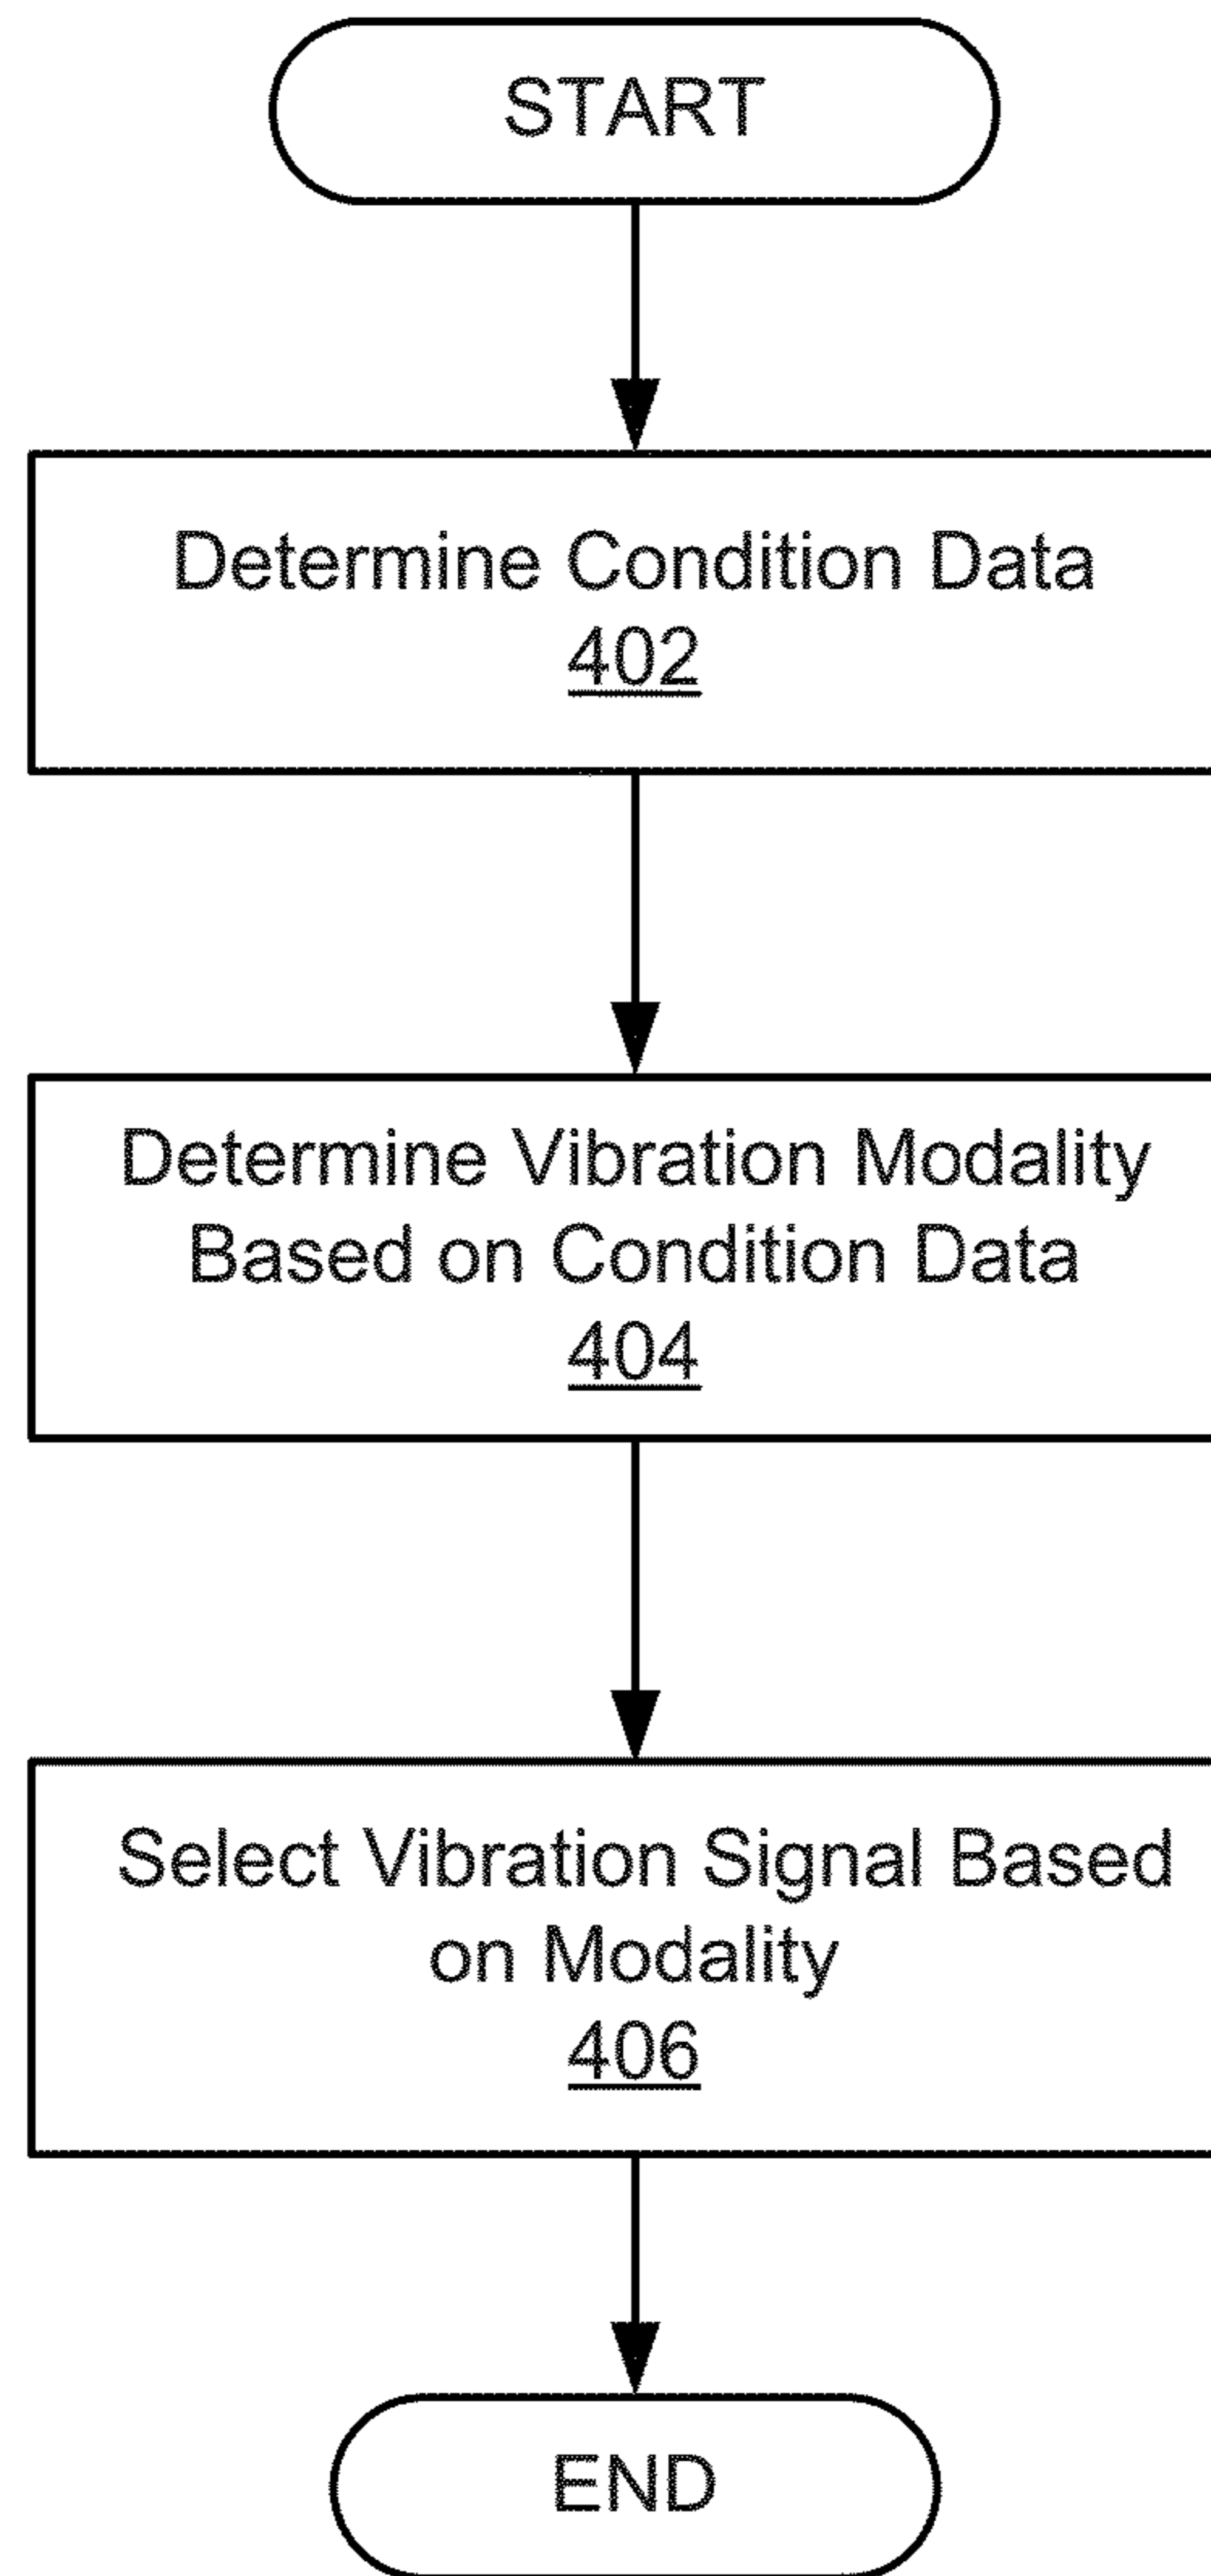 START
Determine Condition Data
402
Determine Vibration Modality
Based on Condition Data
404
Select Vibration Signal Based
on Modality
406
END